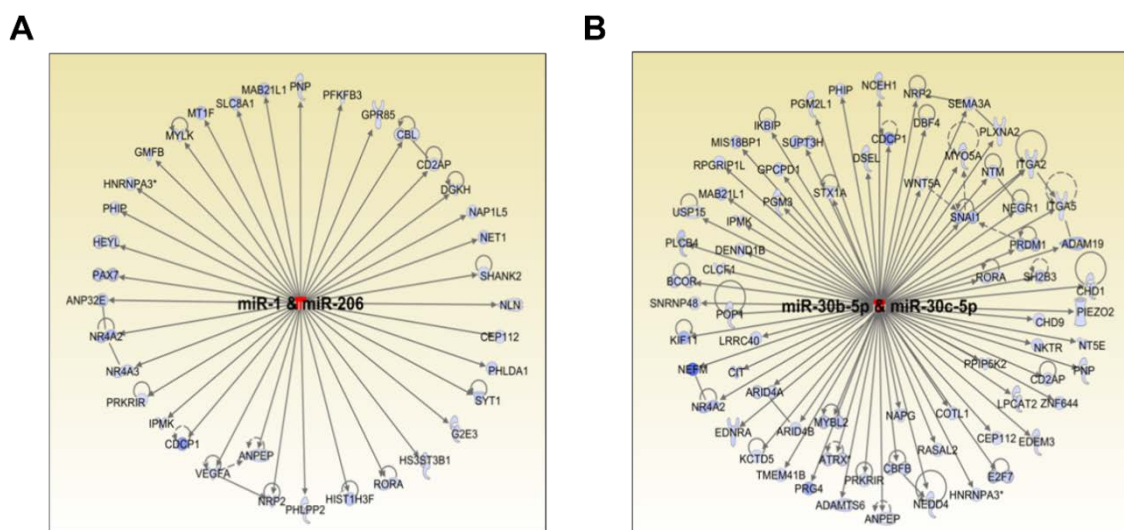 A
PNP
MAB21L1
PFKFB3
SLC8A1
GPR85
MT1F
CBL
MYLK
CD2AP
GMFB
DGKH
HNRNPA3*
NAP1L5
PHIP
NET1
HEYL
SHANK2
PAX7
miR-1 & miR-206
ANP32E
NLN
NR4A2
CEP112
NR4A3
PHLDA1
PRKRIR
SYT1
IPMK
G2E3
CDCP1
HS3ST3B1
ANPEP
VEGFA
RORA
NRP2
HIST1H3F
PHLPP2
B
NCEH1
PHIP
NRP2
PGM2L1
SEMA3A
IKBIP
DBF4
PLXNA2
MIS18BP1
SUPT3H
CDCP1
RPGRIP1L
GPCPD1
DSEL
MYO5A
ITGA2
MAB21L1
STX1A
WNT5A
NTM
USP15
PGM3
NEGR1
ITGA5
IPMK
SNAI1
PLCB4
DENND1B
PRDM1
ADAM19
BCOR
CLCF1
RORA
SH2B3
CHD1
SNRNP48
POP1
miR-30b-5p & miR-30c-5p
PIEZO2
CHD9
KIF11
LRRC40
NKTR
NT5E
NEFM
CIT
PPIP5K2
PNP
CD2AP
NR4A2
ARID4A
LPCAT2
ZNF644
EDNRA
ARID4B
MYBL2
NAPG
COTL1
KCTD5
CEP112
EDEM3
TMEM41B
ATRX*
RASAL2
PRG4
PRKRIR
CBFB
E2F7
ADAMTS6
NEDD4
HNRNPA3*
ANPEP